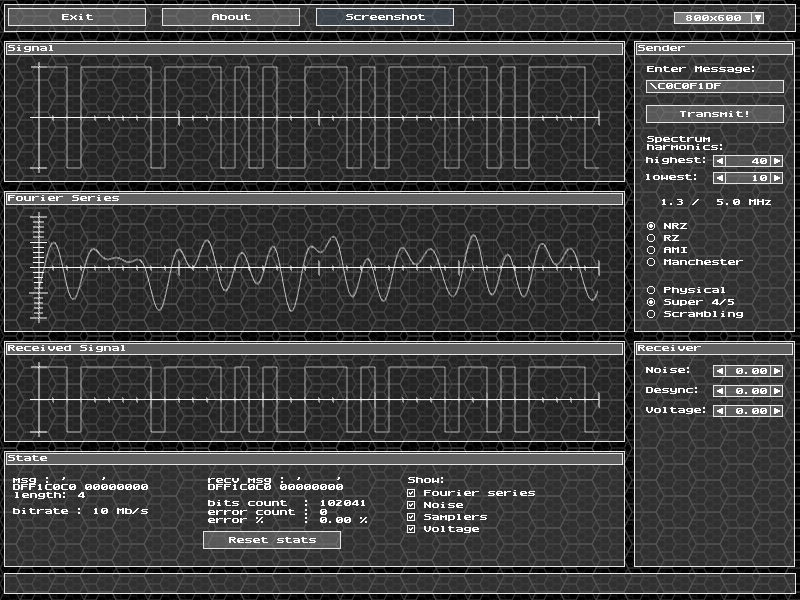 Exit
About
Screenshot
800x600
Signal
Sender
Enter Message:
\C0C0F1DF
Transmit!
Spectrum
harmonics:
highest: 40
lowest: 10
1.3 / 5.0 MHz
NRZ
RZ
AMI
Manchester
Physical
Super 4/5
Scrambling
Fourier Series
Received Signal
Receiver
Noise: 0.00
Desync: 0.00
Voltage: 0.00
State
msg : ' '
DFF1C0C0 00000000
length: 4
bitrate : 10 Mb/s
recv msg : ' '
DFF1C0C0 00000000
bits count : 102041
error count : 0
error % : 0.00 %
Reset stats
Show:
Fourier series
Noise
Samplers
Voltage